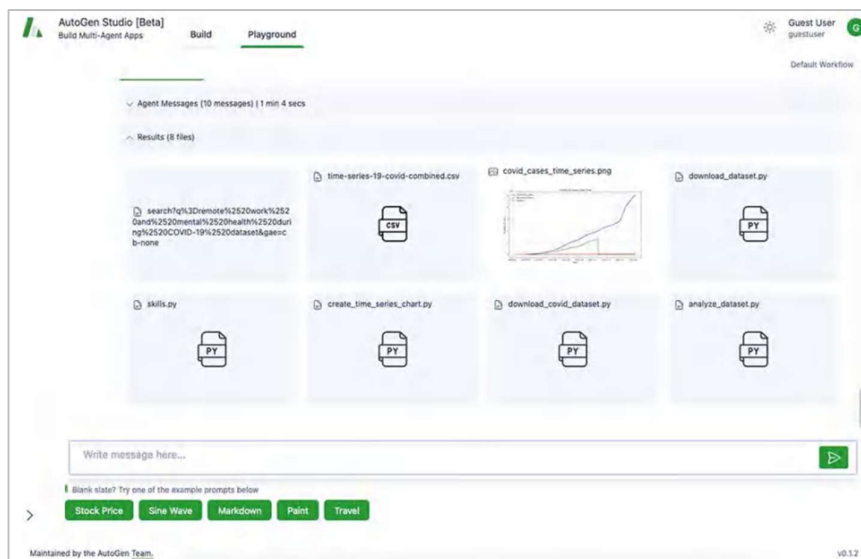 AutoGen Studio [Beta]
Build Multi-Agent Apps
Build
Playground
Guest User
guestuser
G
Default Workflow
Agent Messages (10 messages) | 1 min 4 secs
Results (8 files)
search?q%3Dremote%2520work%252
0and%2520mental%2520health%2520duri
ng%2520COVID-19%2520dataset&gae=c
b-none
time-series-19-covid-combined.csv
CSV
covid_cases_time_series.png
download_dataset.py
PY
skills.py
PY
create_time_series_chart.py
PY
download_covid_dataset.py
PY
analyze_dataset.py
PY
Write message here...
Blank slate? Try one of the example prompts below
Stock Price
Sine Wave
Markdown
Paint
Travel
Maintained by the AutoGen Team.
v0.1.2